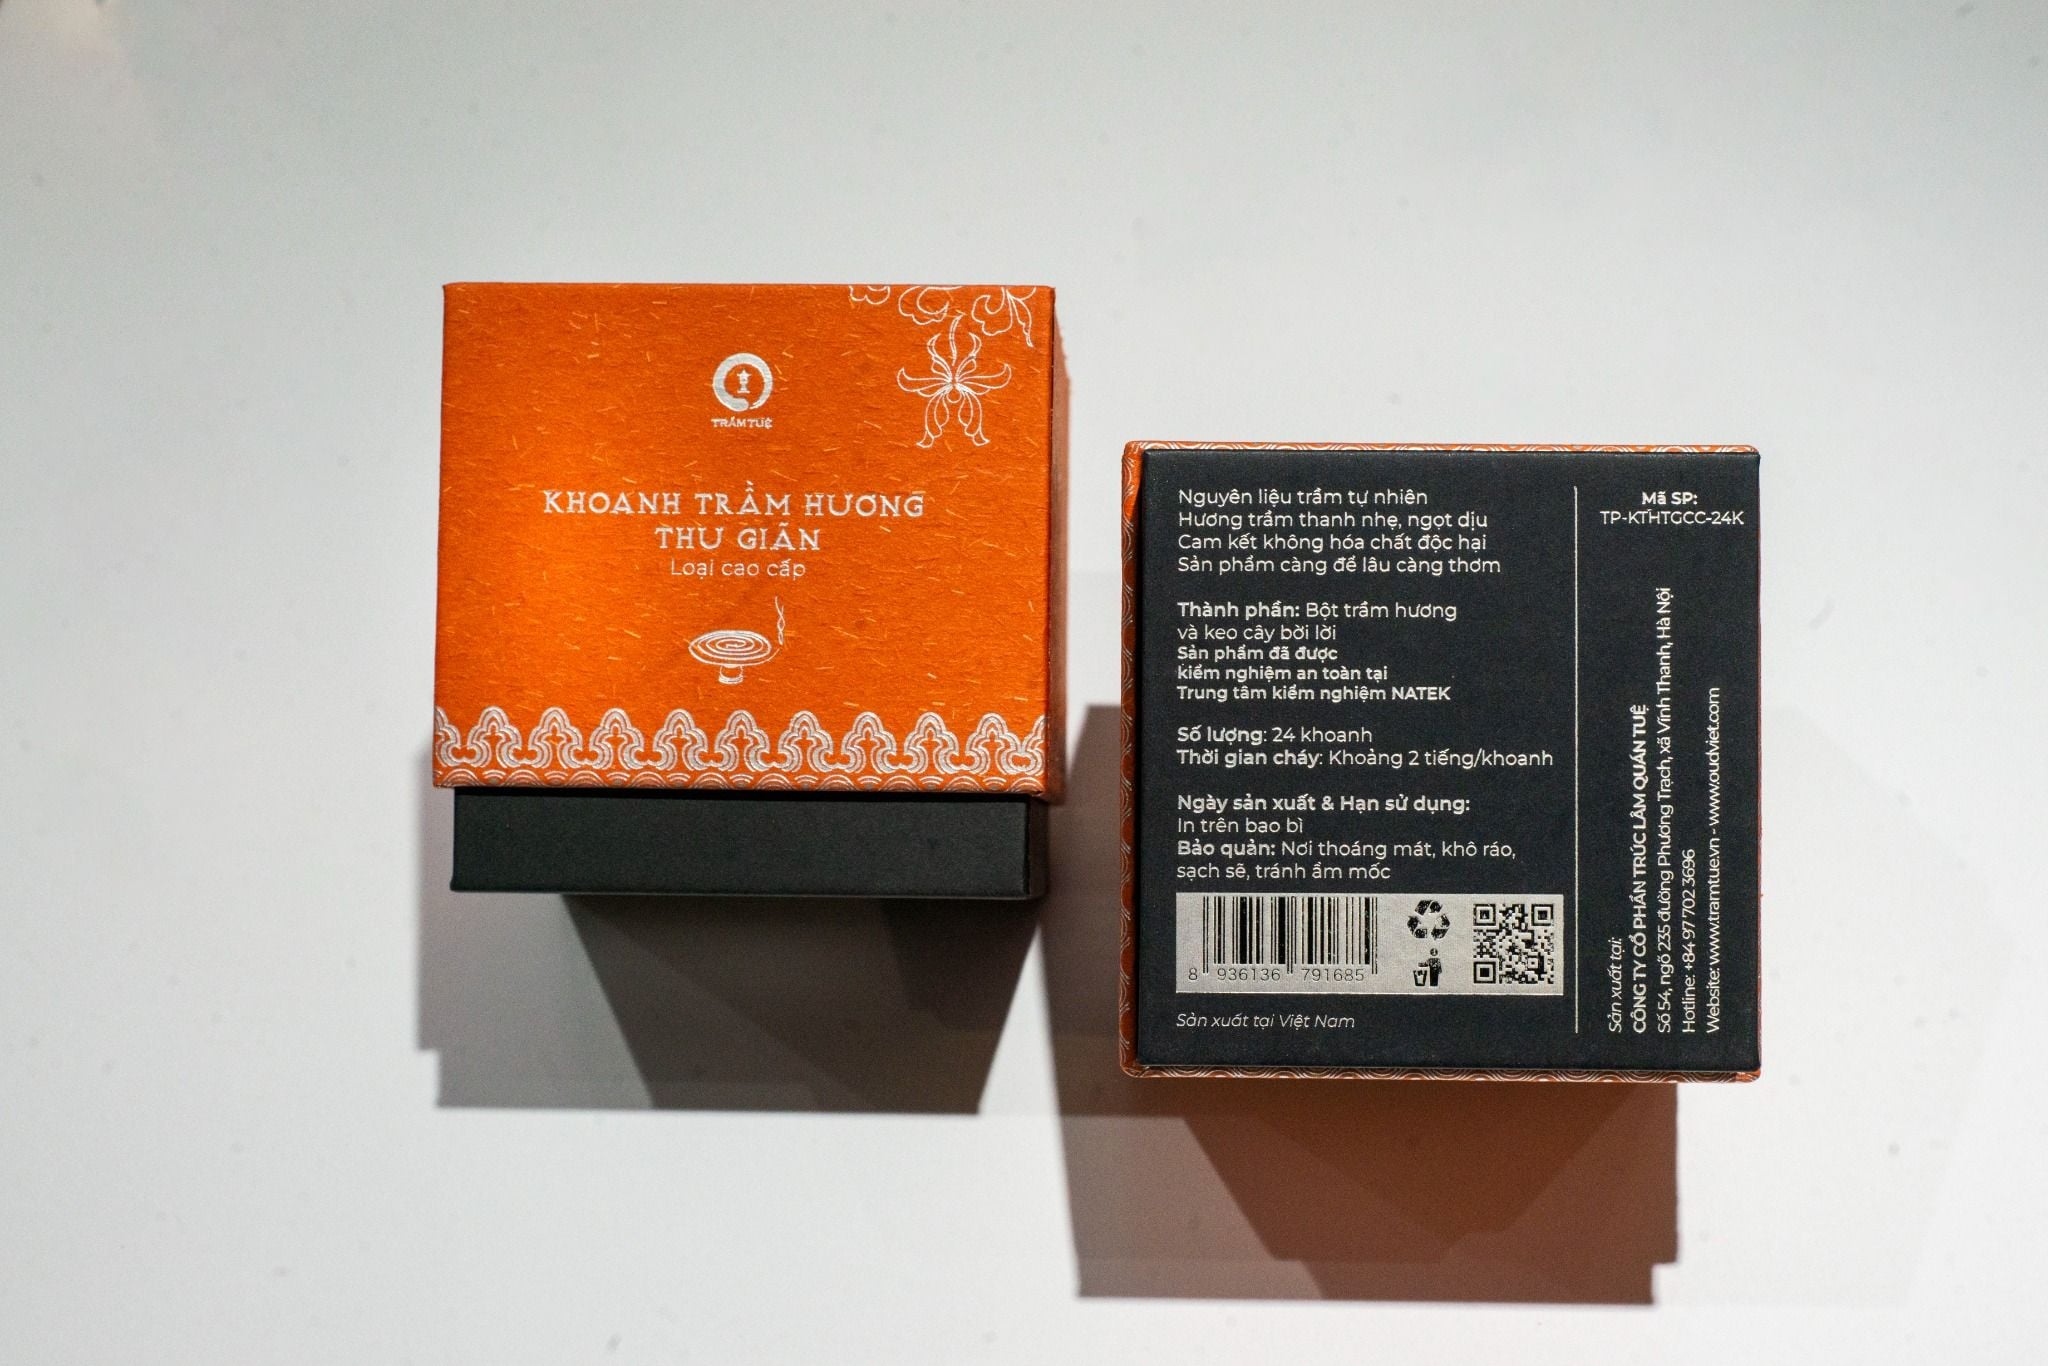 TRẦM TUỆ
KHOANH TRẦM HƯƠNG
THƯ GIÃN
Loại cao cấp
Nguyên liệu trầm tự nhiên
Hương trầm thanh nhẹ, ngọt dịu
Cam kết không hóa chất độc hại
Sản phẩm càng để lâu càng thơm
Thành phần: Bột trầm hương
và keo cây bời lời
Sản phẩm đã được
kiểm nghiệm an toàn tại
Trung tâm kiểm nghiệm NATEK
Số lượng: 24 khoanh
Thời gian cháy: Khoảng 2 tiếng/khoanh
Ngày sản xuất & Hạn sử dụng:
In trên bao bì
Bảo quản: Nơi thoáng mát, khô ráo,
sạch sẽ, tránh ẩm mốc
8 936136 791685
Sản xuất tại Việt Nam
Mã SP:
TP-KTHTGCC-24K
Sản xuất tại:
CÔNG TY CỔ PHẦN TRÚC LÂM QUÁN TUỆ
Số 54, ngõ 235 đường Phương Trạch, xã Vĩnh Thanh, Hà Nội
Hotline: +84 97 702 3696
Website: www.tramtue.vn - www.oudviet.com